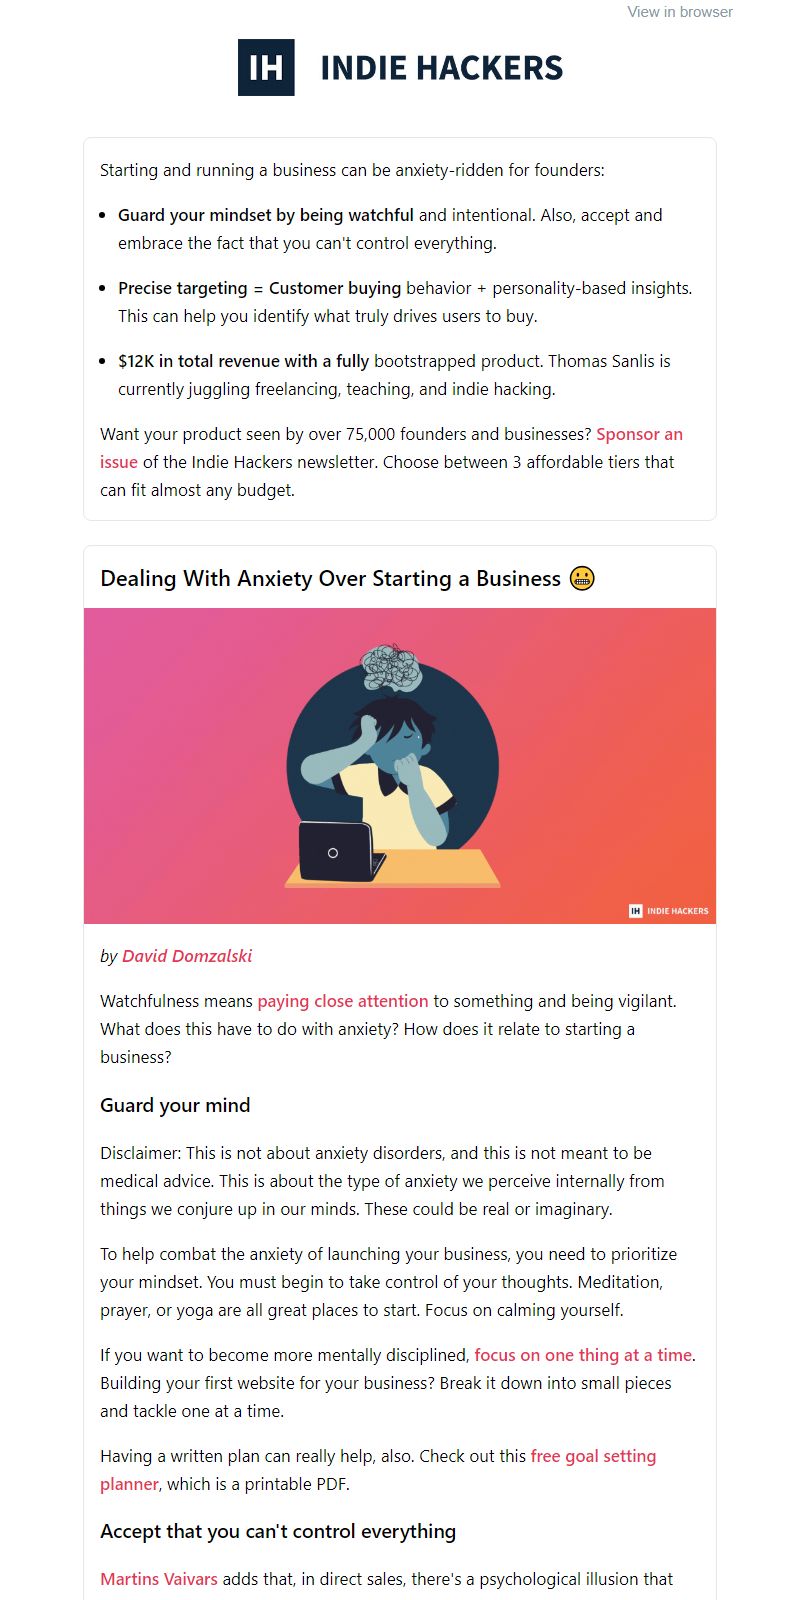 View in browser
IH INDIE HACKERS
Starting and running a business can be anxiety-ridden for founders:
• Guard your mindset by being watchful and intentional. Also, accept and
embrace the fact that you can't control everything.
• Precise targeting = Customer buying behavior + personality-based insights.
This can help you identify what truly drives users to buy.
• $12K in total revenue with a fully bootstrapped product. Thomas Sanlis is
currently juggling freelancing, teaching, and indie hacking.
Want your product seen by over 75,000 founders and businesses? Sponsor an
issue of the Indie Hackers newsletter. Choose between 3 affordable tiers that
can fit almost any budget.
Dealing With Anxiety Over Starting a Business 😬
IH INDIE HACKERS
by David Domzalski
Watchfulness means paying close attention to something and being vigilant.
What does this have to do with anxiety? How does it relate to starting a
business?
Guard your mind
Disclaimer: This is not about anxiety disorders, and this is not meant to be
medical advice. This is about the type of anxiety we perceive internally from
things we conjure up in our minds. These could be real or imaginary.
To help combat the anxiety of launching your business, you need to prioritize
your mindset. You must begin to take control of your thoughts. Meditation,
prayer, or yoga are all great places to start. Focus on calming yourself.
If you want to become more mentally disciplined, focus on one thing at a time.
Building your first website for your business? Break it down into small pieces
and tackle one at a time.
Having a written plan can really help, also. Check out this free goal setting
planner, which is a printable PDF.
Accept that you can't control everything
Martins Vaivars adds that, in direct sales, there's a psychological illusion that